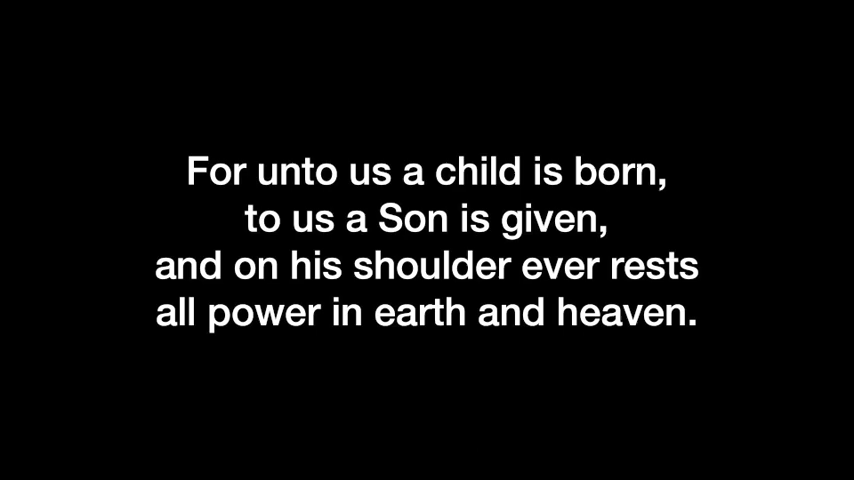 For unto us a child is born,
to us a Son is given,
and on his shoulder ever rests
all power in earth and heaven.